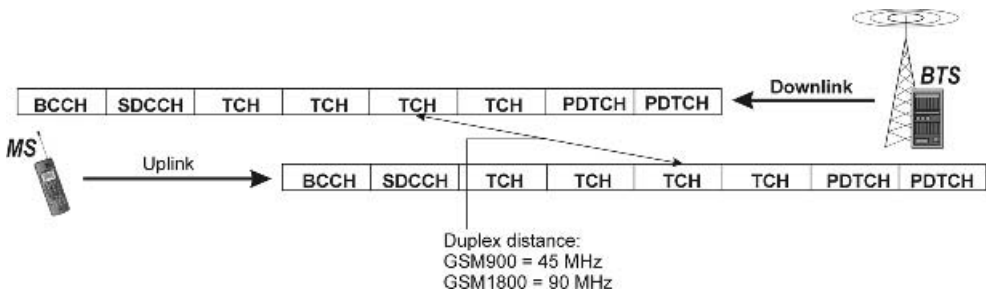 BTS
Downlink
BCCH SDCCH TCH TCH TCH TCH PDTCH PDTCH
MS
Uplink
BCCH SDCCH TCH TCH TCH TCH PDTCH PDTCH
Duplex distance:
GSM900 = 45 MHz
GSM1800 = 90 MHz